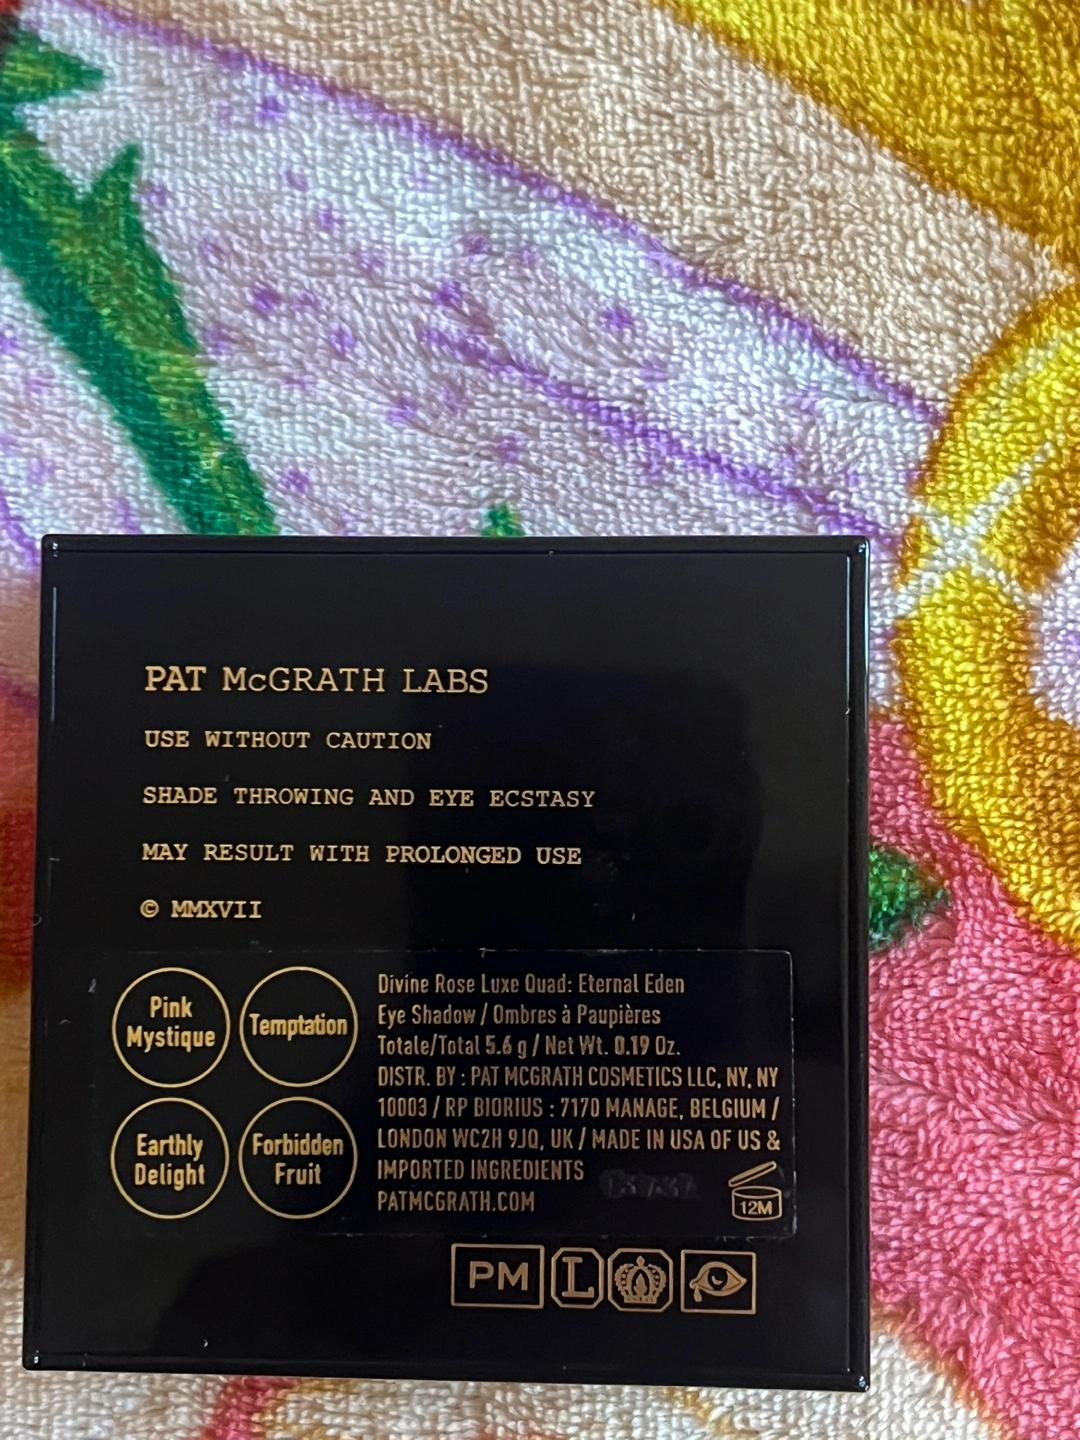 PAT McGRATH LABS
USE WITHOUT CAUTION
SHADE THROWING AND EYE ECSTASY
MAY RESULT WITH PROLONGED USE
© MMXVII
Pink
Mystique
Temptation
Earthly
Delight
Forbidden
Fruit
Divine Rose Luxe Quad: Eternal Eden
Eye Shadow / Ombres à Paupières
Totale/Total 5.6 g / Net Wt. 0.19 Oz.
DISTR. BY : PAT MCGRATH COSMETICS LLC, NY, NY
10003 / RP BIORIUS : 7170 MANAGE, BELGIUM /
LONDON WC2H 9JQ, UK / MADE IN USA OF US &
IMPORTED INGREDIENTS
PATMCGRATH.COM
12M
PM L